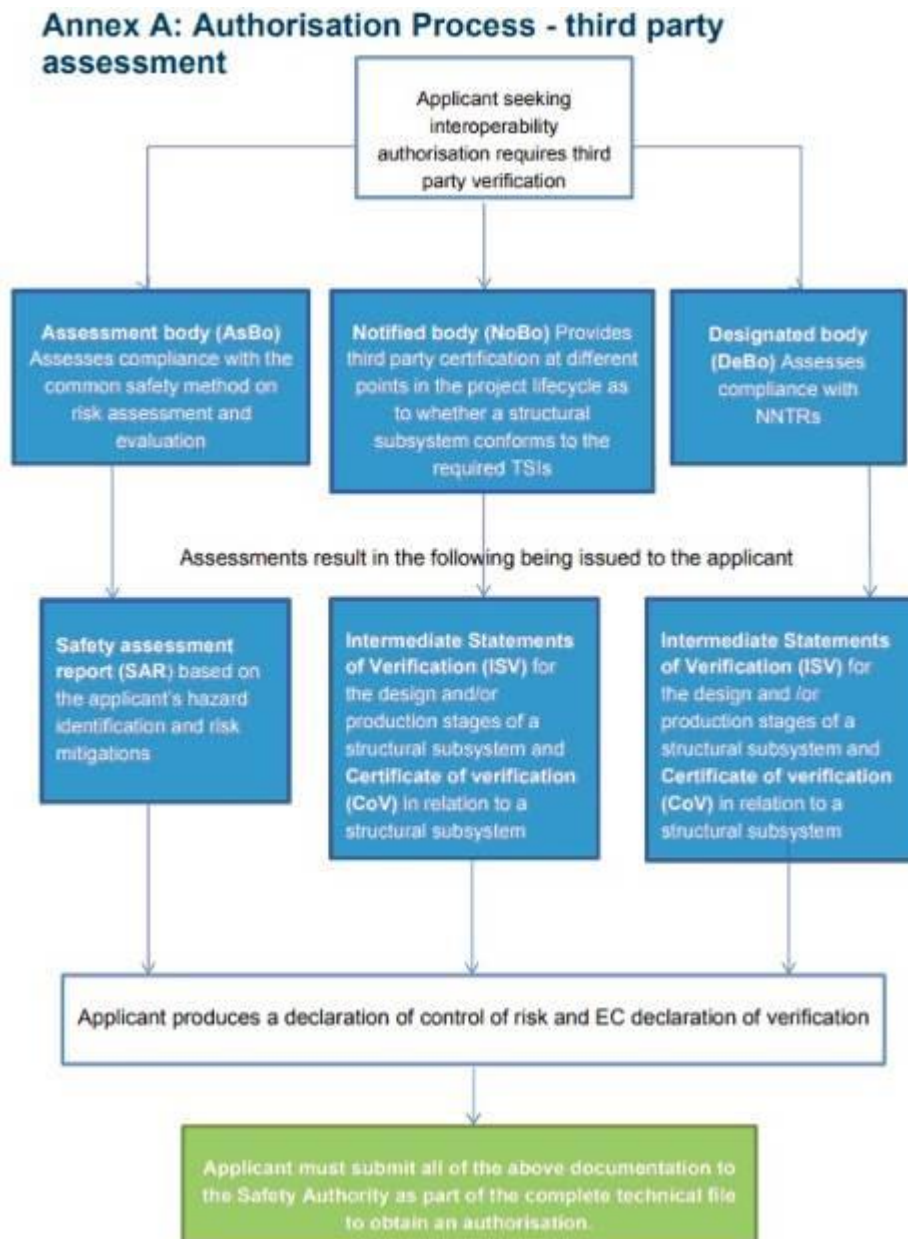 Annex A: Authorisation Process - third party
assessment
Applicant seeking
interoperability
authorisation requires third
party verification
Assessment body (AsBo)
Assesses compliance with the
common safety method on
risk assessment and
evaluation
Notified body (NoBo) Provides
third party certification at different
points in the project lifecycle as
to whether a structural
subsystem conforms to the
required TSIs
Designated body
(DeBo) Assesses
compliance with
NNTRs
Assessments result in the following being issued to the applicant
Safety assessment
report (SAR) based on
the applicant's hazard
identification and risk
mitigations
Intermediate Statements
of Verification (ISV) for
the design and/or
production stages of a
structural subsystem and
Certificate of verification
(CoV) in relation to a
structural subsystem
Intermediate Statements
of Verification (ISV) for
the design and /or
production stages of a
structural subsystem and
Certificate of verification
(CoV) in relation to a
structural subsystem
Applicant produces a declaration of control of risk and EC declaration of verification
Applicant must submit all of the above documentation to
the Safety Authority as part of the complete technical file
to obtain an authorisation.